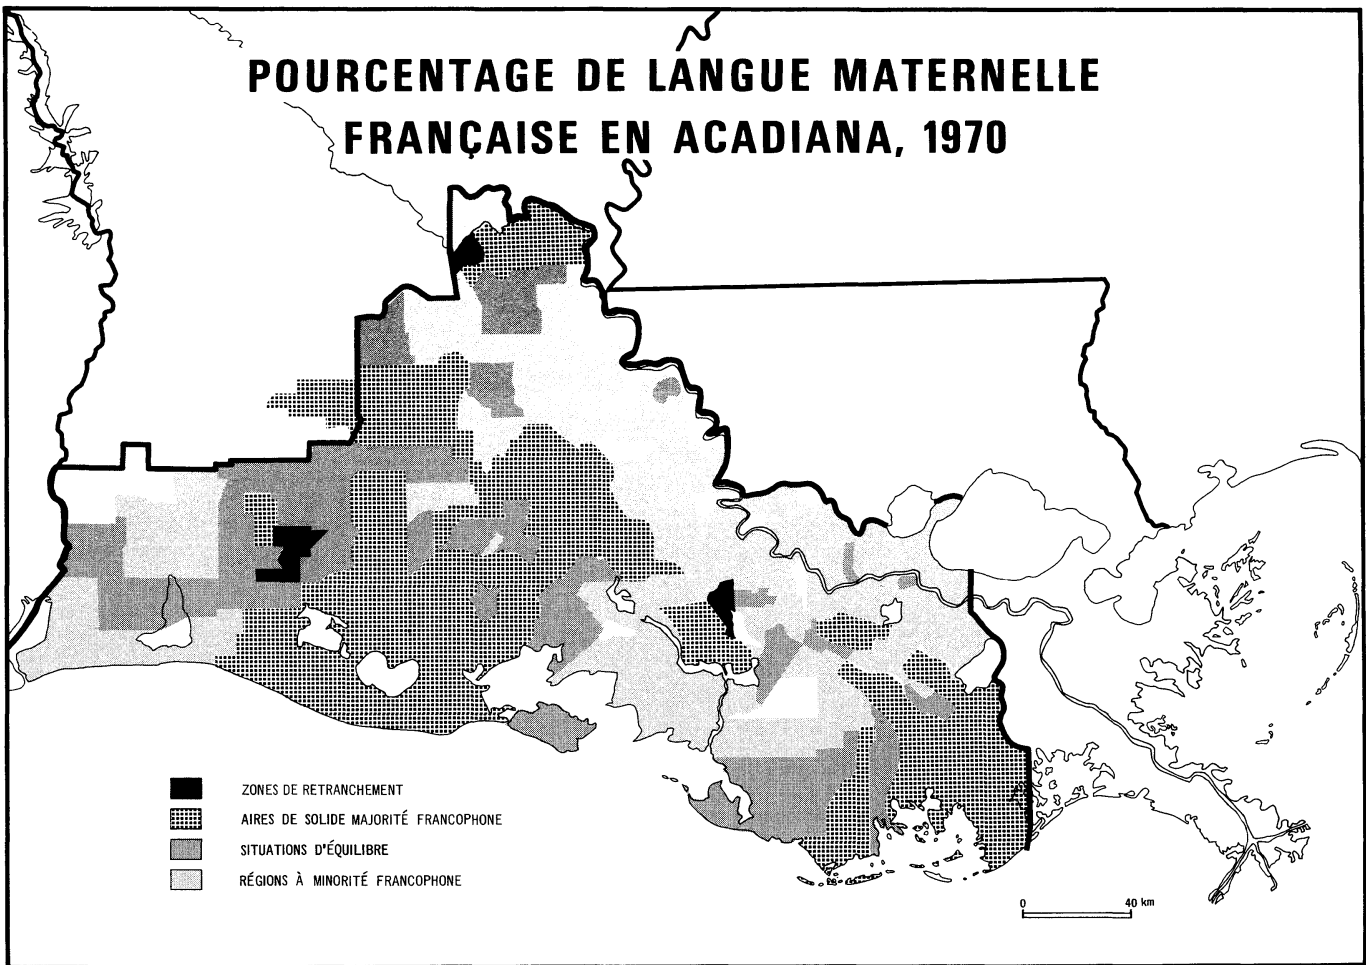 POURCENTAGE DE LANGUE MATERNELLE
FRANÇAISE EN ACADIANA, 1970
ZONES DE RETRANCHEMENT
AIRES DE SOLIDE MAJORITÉ FRANCOPHONE
SITUATIONS D'ÉQUILIBRE
RÉGIONS À MINORITÉ FRANCOPHONE
0 40 km